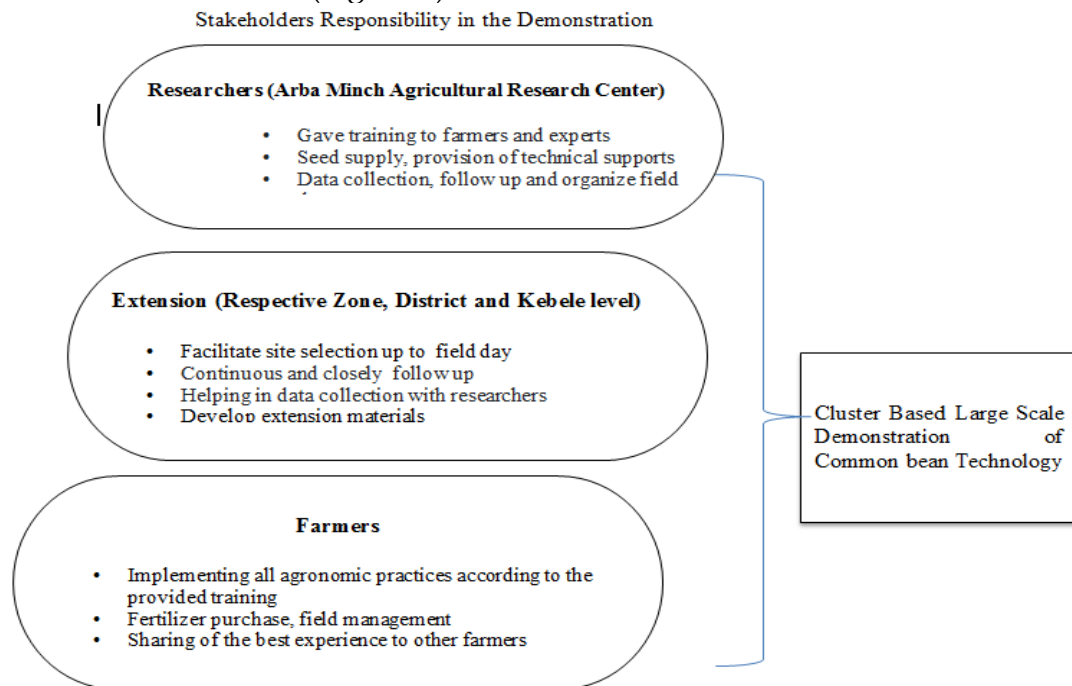 Stakeholders Responsibility in the Demonstration
Researchers (Arba Minch Agricultural Research Center)
• Gave training to farmers and experts
• Seed supply, provision of technical supports
• Data collection, follow up and organize field
Extension (Respective Zone, District and Kebele level)
• Facilitate site selection up to field day
• Continuous and closely follow up
• Helping in data collection with researchers
• Develop extension materials
Farmers
• Implementing all agronomic practices according to the
provided training
• Fertilizer purchase, field management
• Sharing of the best experience to other farmers
Cluster Based Large Scale
Demonstration of
Common bean Technology